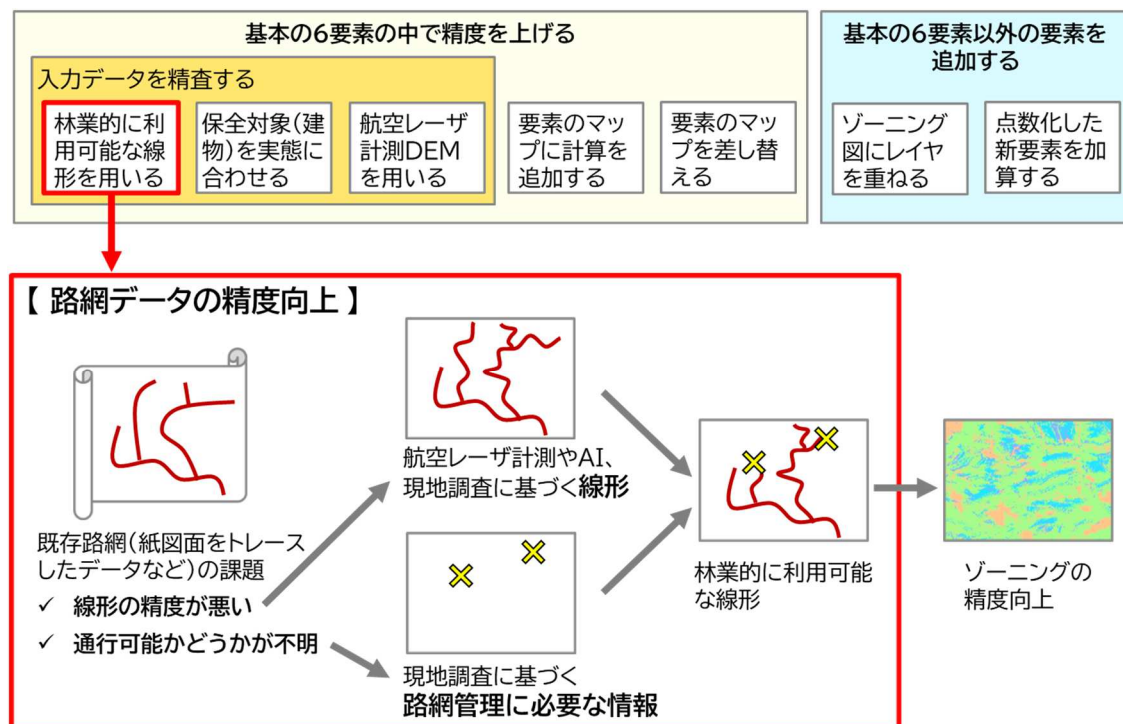 基本の6要素の中で精度を上げる
入力データを精査する
林業的に利
用可能な線
形を用いる
保全対象(建
物)を実態に
合わせる
航空レーザ
計測DEM
を用いる
要素のマッ
プに計算を
追加する
要素のマッ
プを差し替
える
基本の6要素以外の要素を
追加する
ゾーニング
図にレイヤ
を重ねる
点数化した
新要素を加
算する
【 路網データの精度向上 】
既存路網(紙図面をトレース
したデータなど)の課題
✓ 線形の精度が悪い
✓ 通行可能かどうかが不明
航空レーザ計測やAI、
現地調査に基づく線形
現地調査に基づく
路網管理に必要な情報
林業的に利用可能
な線形
ゾーニングの
精度向上